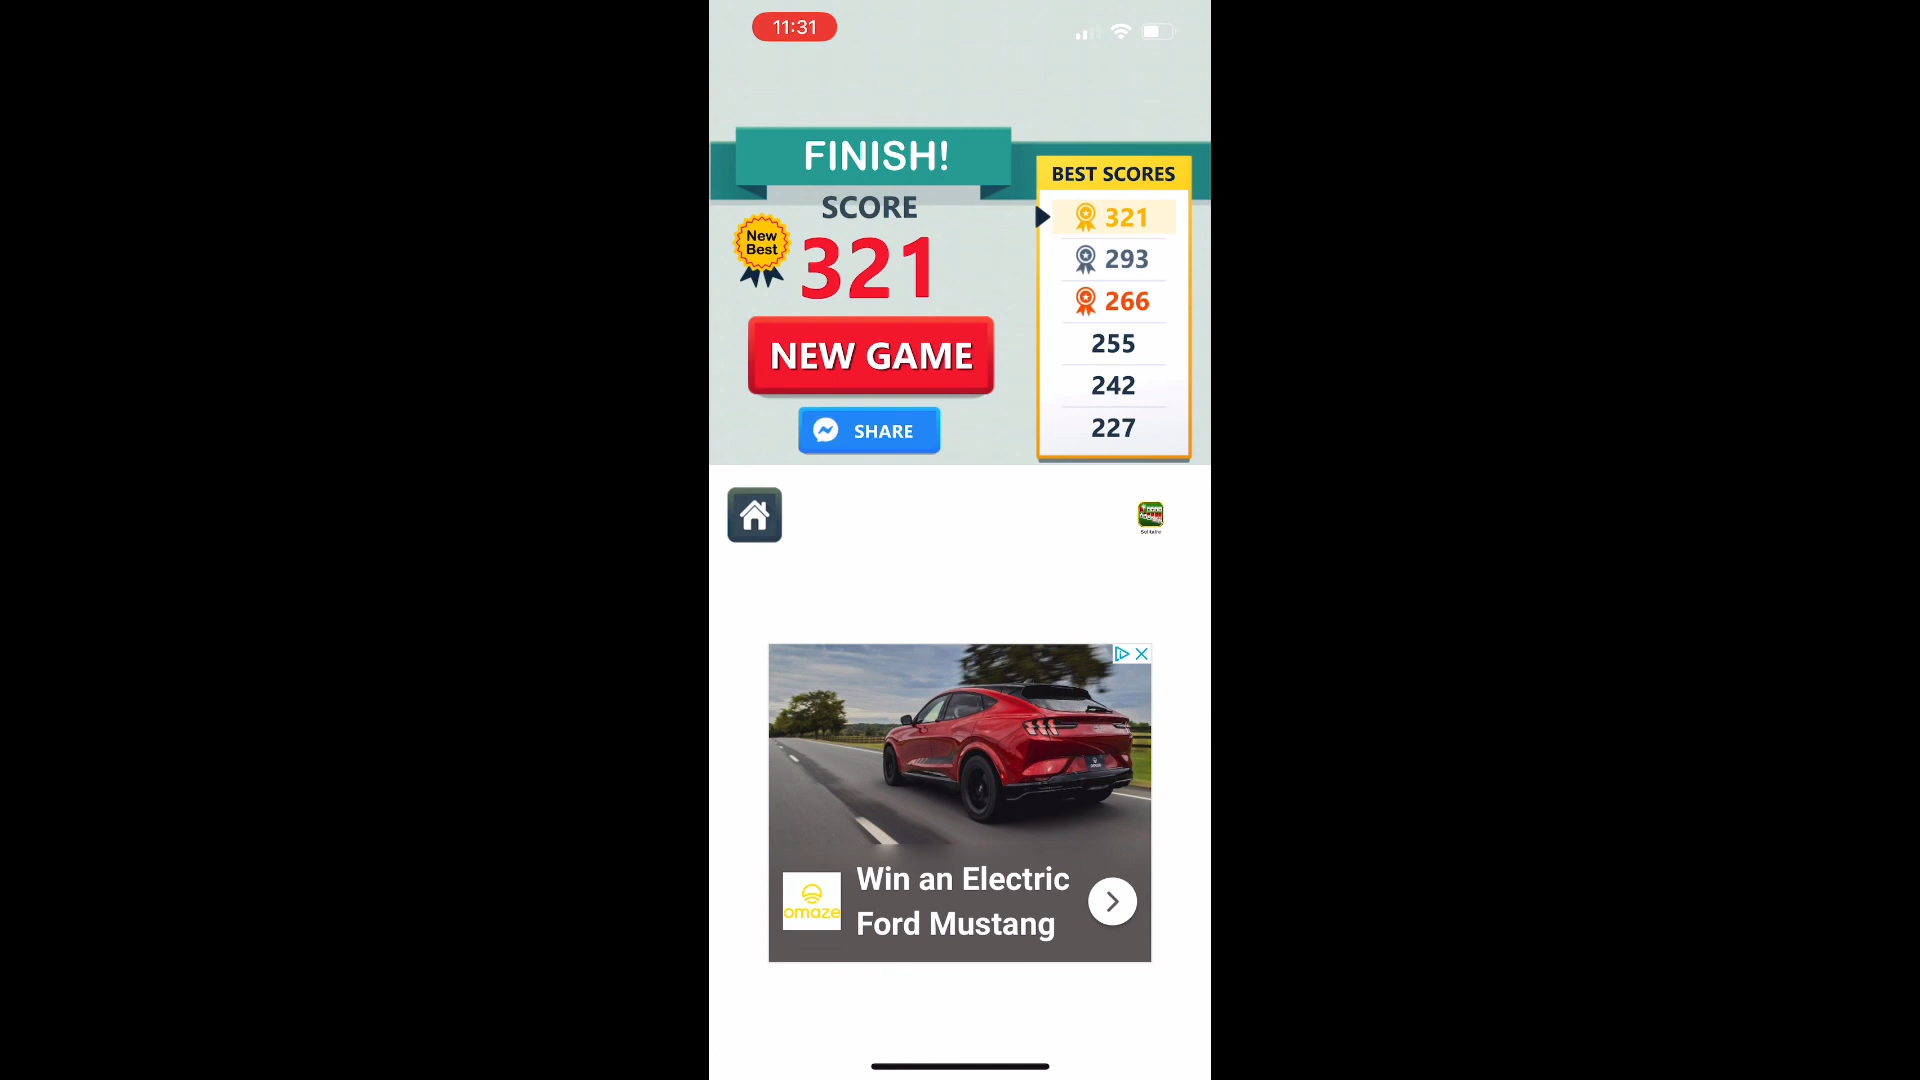 11:31
FINISH!
SCORE
New
Best
321
NEW GAME
SHARE
BEST SCORES
321
293
266
255
242
227
Solitaire
omaze
Win an Electric
Ford Mustang